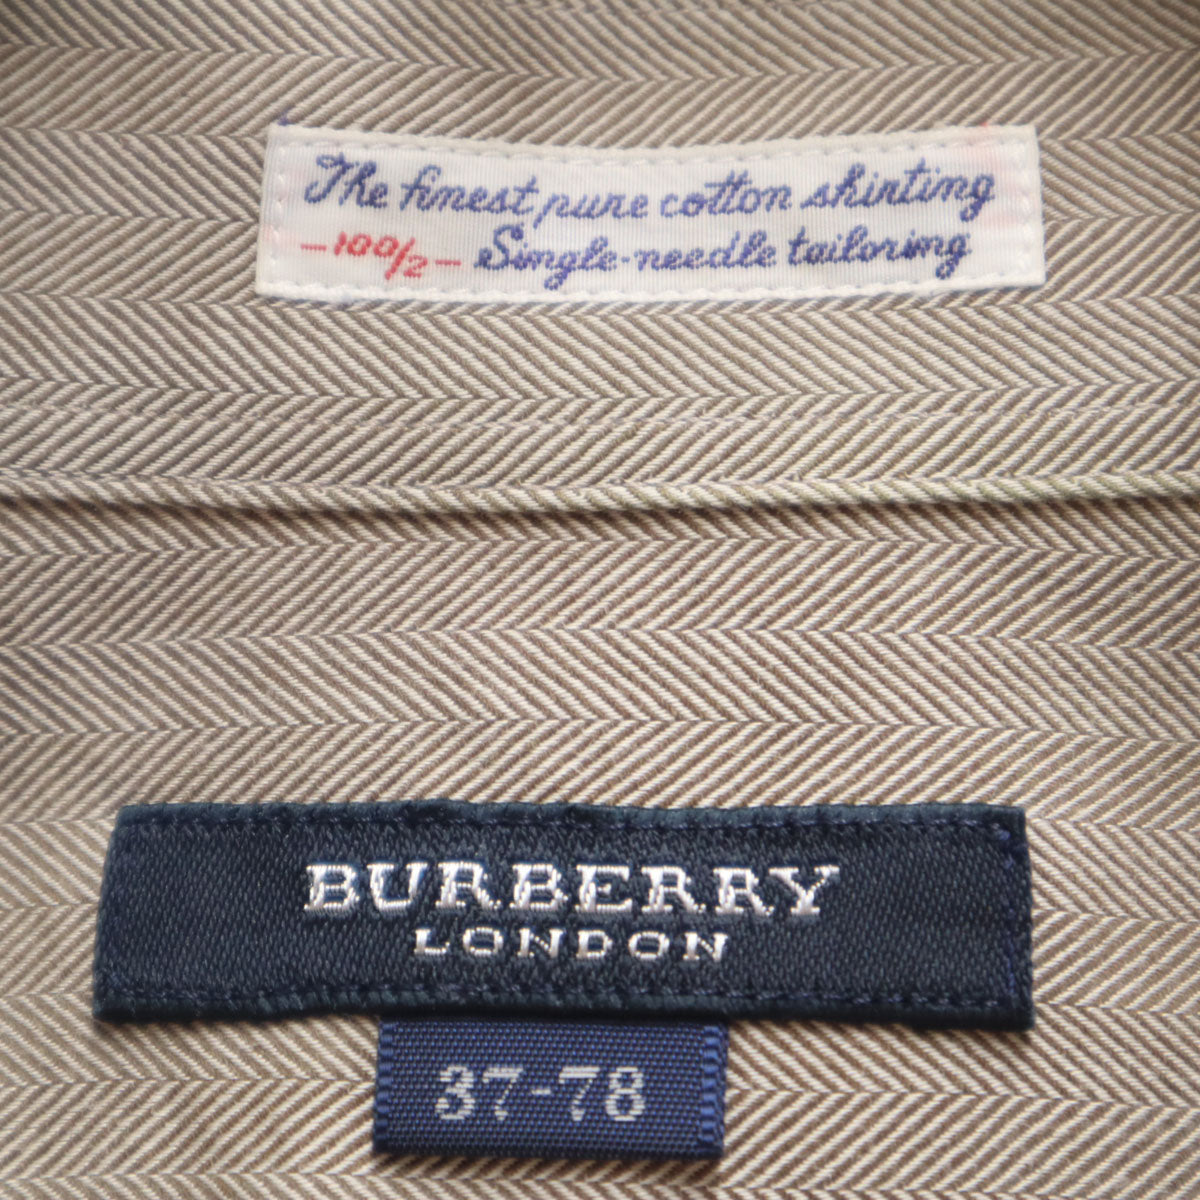 The finest pure cotton shirting
-100/2- Single-needle tailoring
BURBERRY
LONDON
37-78